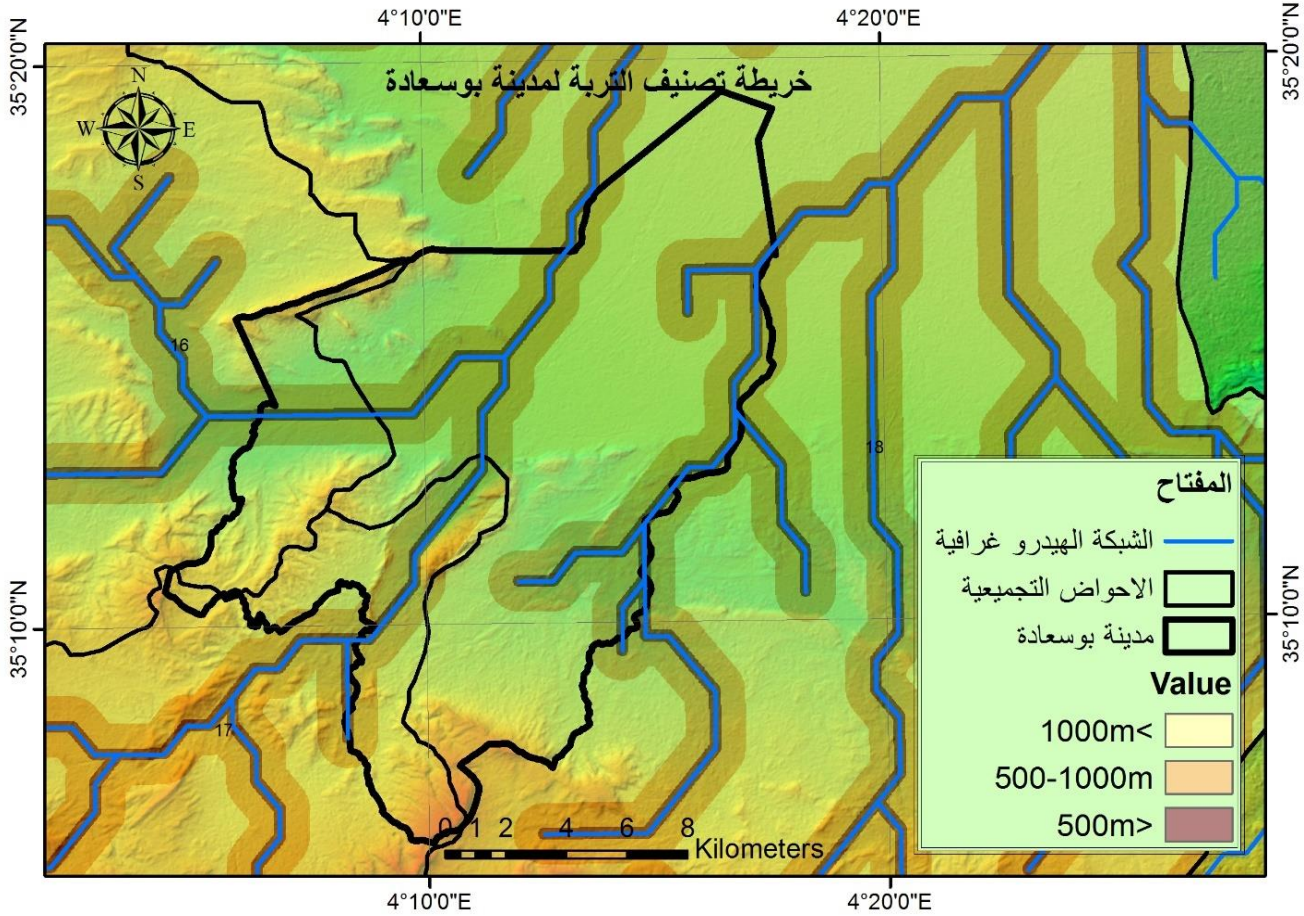 4°10'0"E
4°20'0"E
35°20'0"N
35°20'0"N
خريطة تصنيف التربة لمدينة بوسعادة
N
W
E
S
16
18
17
35°10'0"N
35°10'0"N
المفتاح
الشبكة الهيدرو غرافية
الاحواض التجميعية
مدينة بوسعادة
Value
1000m<
500-1000m
500m>
0 1 2 4 6 8
Kilometers
4°10'0"E
4°20'0"E